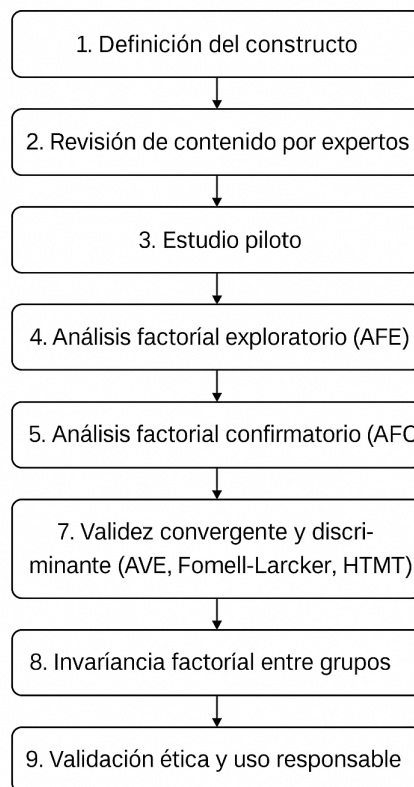 1. Definición del constructo
2. Revisión de contenido por expertos
3. Estudio piloto
4. Análisis factoríal exploratorio (AFE)
5. Análisis factorial confirmatorio (AFC
7. Validez convergente y discri-
minante (AVE, Fomell-Larcker, HTMT)
8. Invaríancia factoríal entre grupos
9. Validación ética y uso responsable